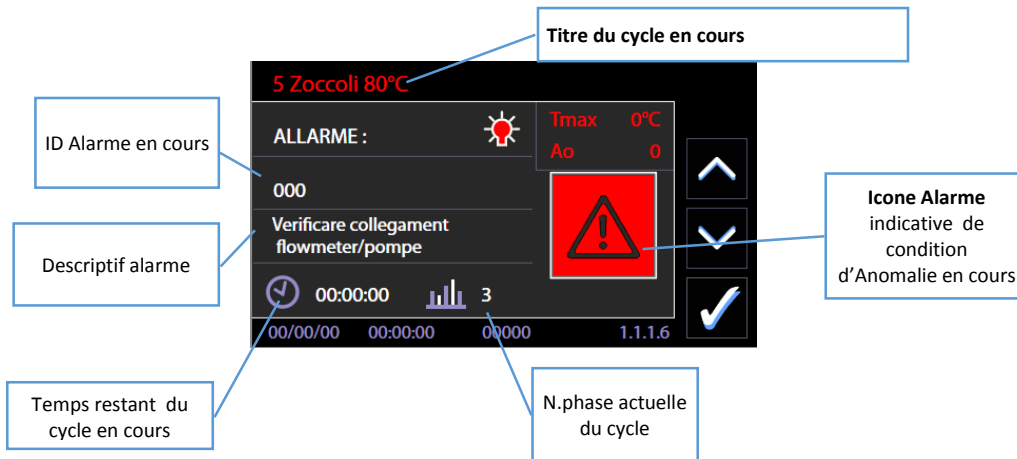 Titre du cycle en cours
5 Zoccoli 80°C
ID Alarme en cours
ALLARME :
Tmax 0°C
Ao 0
000
Icone Alarme
indicative de
condition
d'Anomalie en cours
Descriptif alarme
Verificare collegament
flowmeter/pompe
00:00:00 3
00/00/00 00:00:00 00000 1.1.1.6
Temps restant du
cycle en cours
N.phase actuelle
du cycle